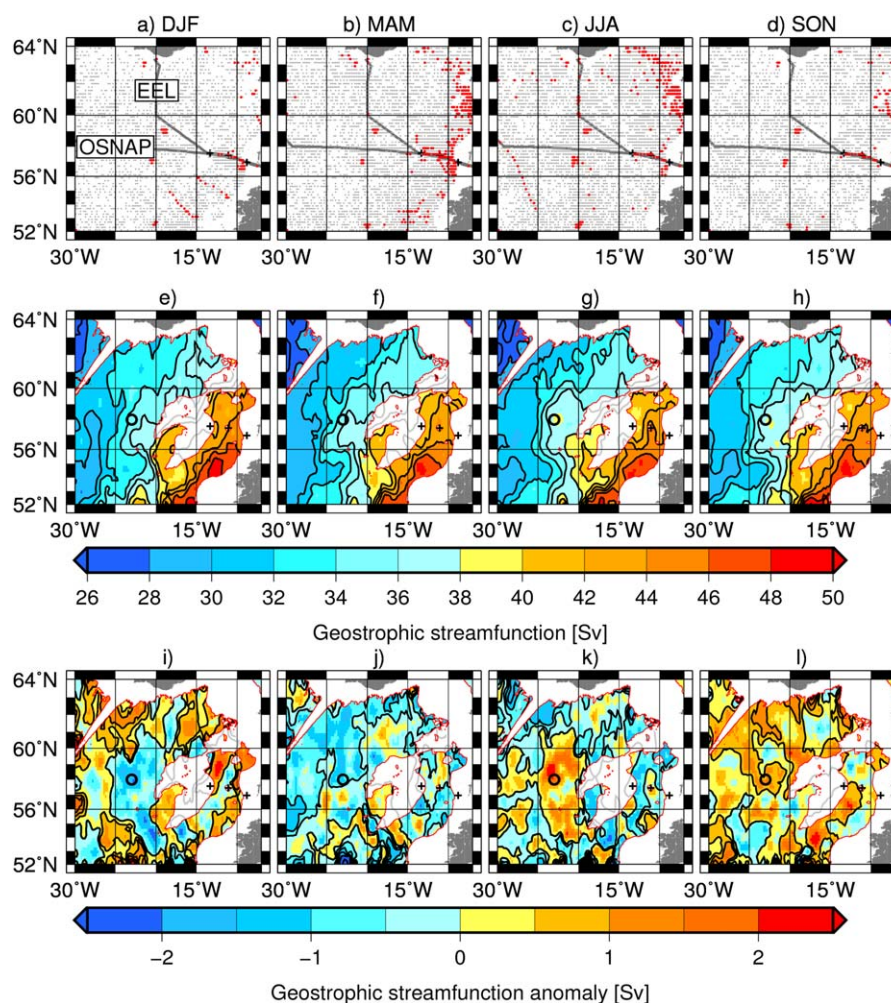 a) DJF b) MAM c) JJA d) SON
64°N
EEL
60°N
OSNAP
56°N
52°N
30°W 15°W 30°W 15°W 30°W 15°W 30°W 15°W
e) f) g) h)
64°N
60°N
56°N
52°N
30°W 15°W 30°W 15°W 30°W 15°W 30°W 15°W
26 28 30 32 34 36 38 40 42 44 46 48 50
Geostrophic streamfunction [Sv]
i) j) k) l)
64°N
60°N
56°N
52°N
30°W 15°W 30°W 15°W 30°W 15°W 30°W 15°W
−2 −1 0 1 2
Geostrophic streamfunction anomaly [Sv]